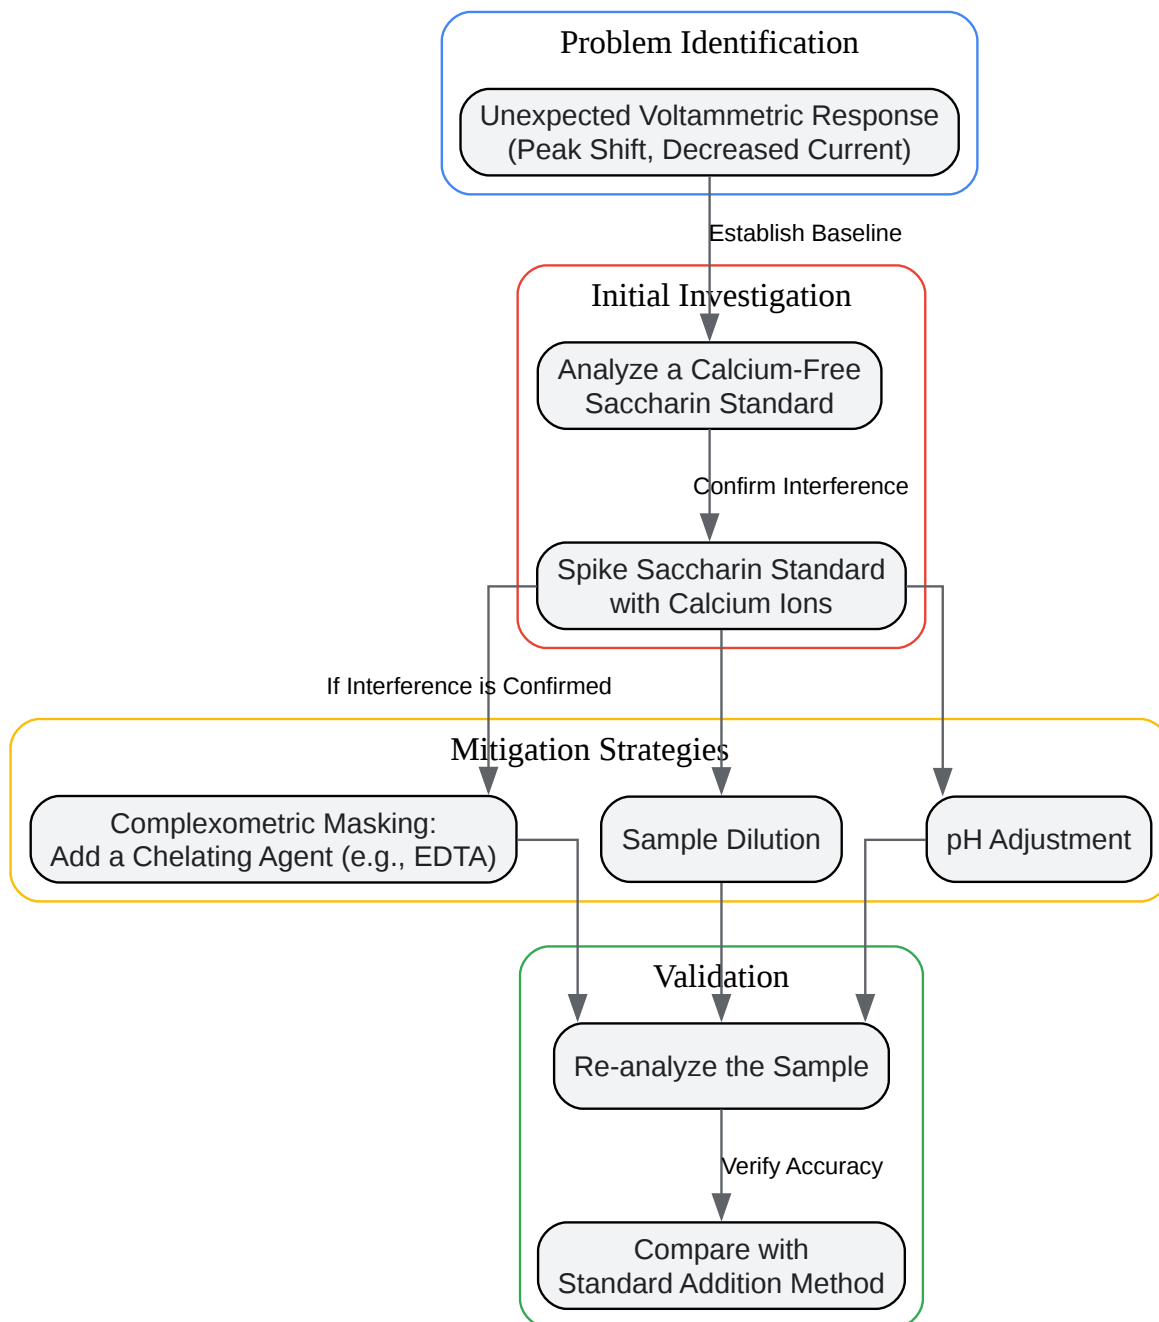 Problem Identification
Unexpected Voltammetric Response
(Peak Shift, Decreased Current)
Establish Baseline
Initial Investigation
Analyze a Calcium-Free
Saccharin Standard
Confirm Interference
Spike Saccharin Standard
with Calcium Ions
If Interference is Confirmed
Mitigation Strategies
Complexometric Masking:
Add a Chelating Agent (e.g., EDTA)
Sample Dilution
pH Adjustment
Validation
Re-analyze the Sample
Verify Accuracy
Compare with
Standard Addition Method